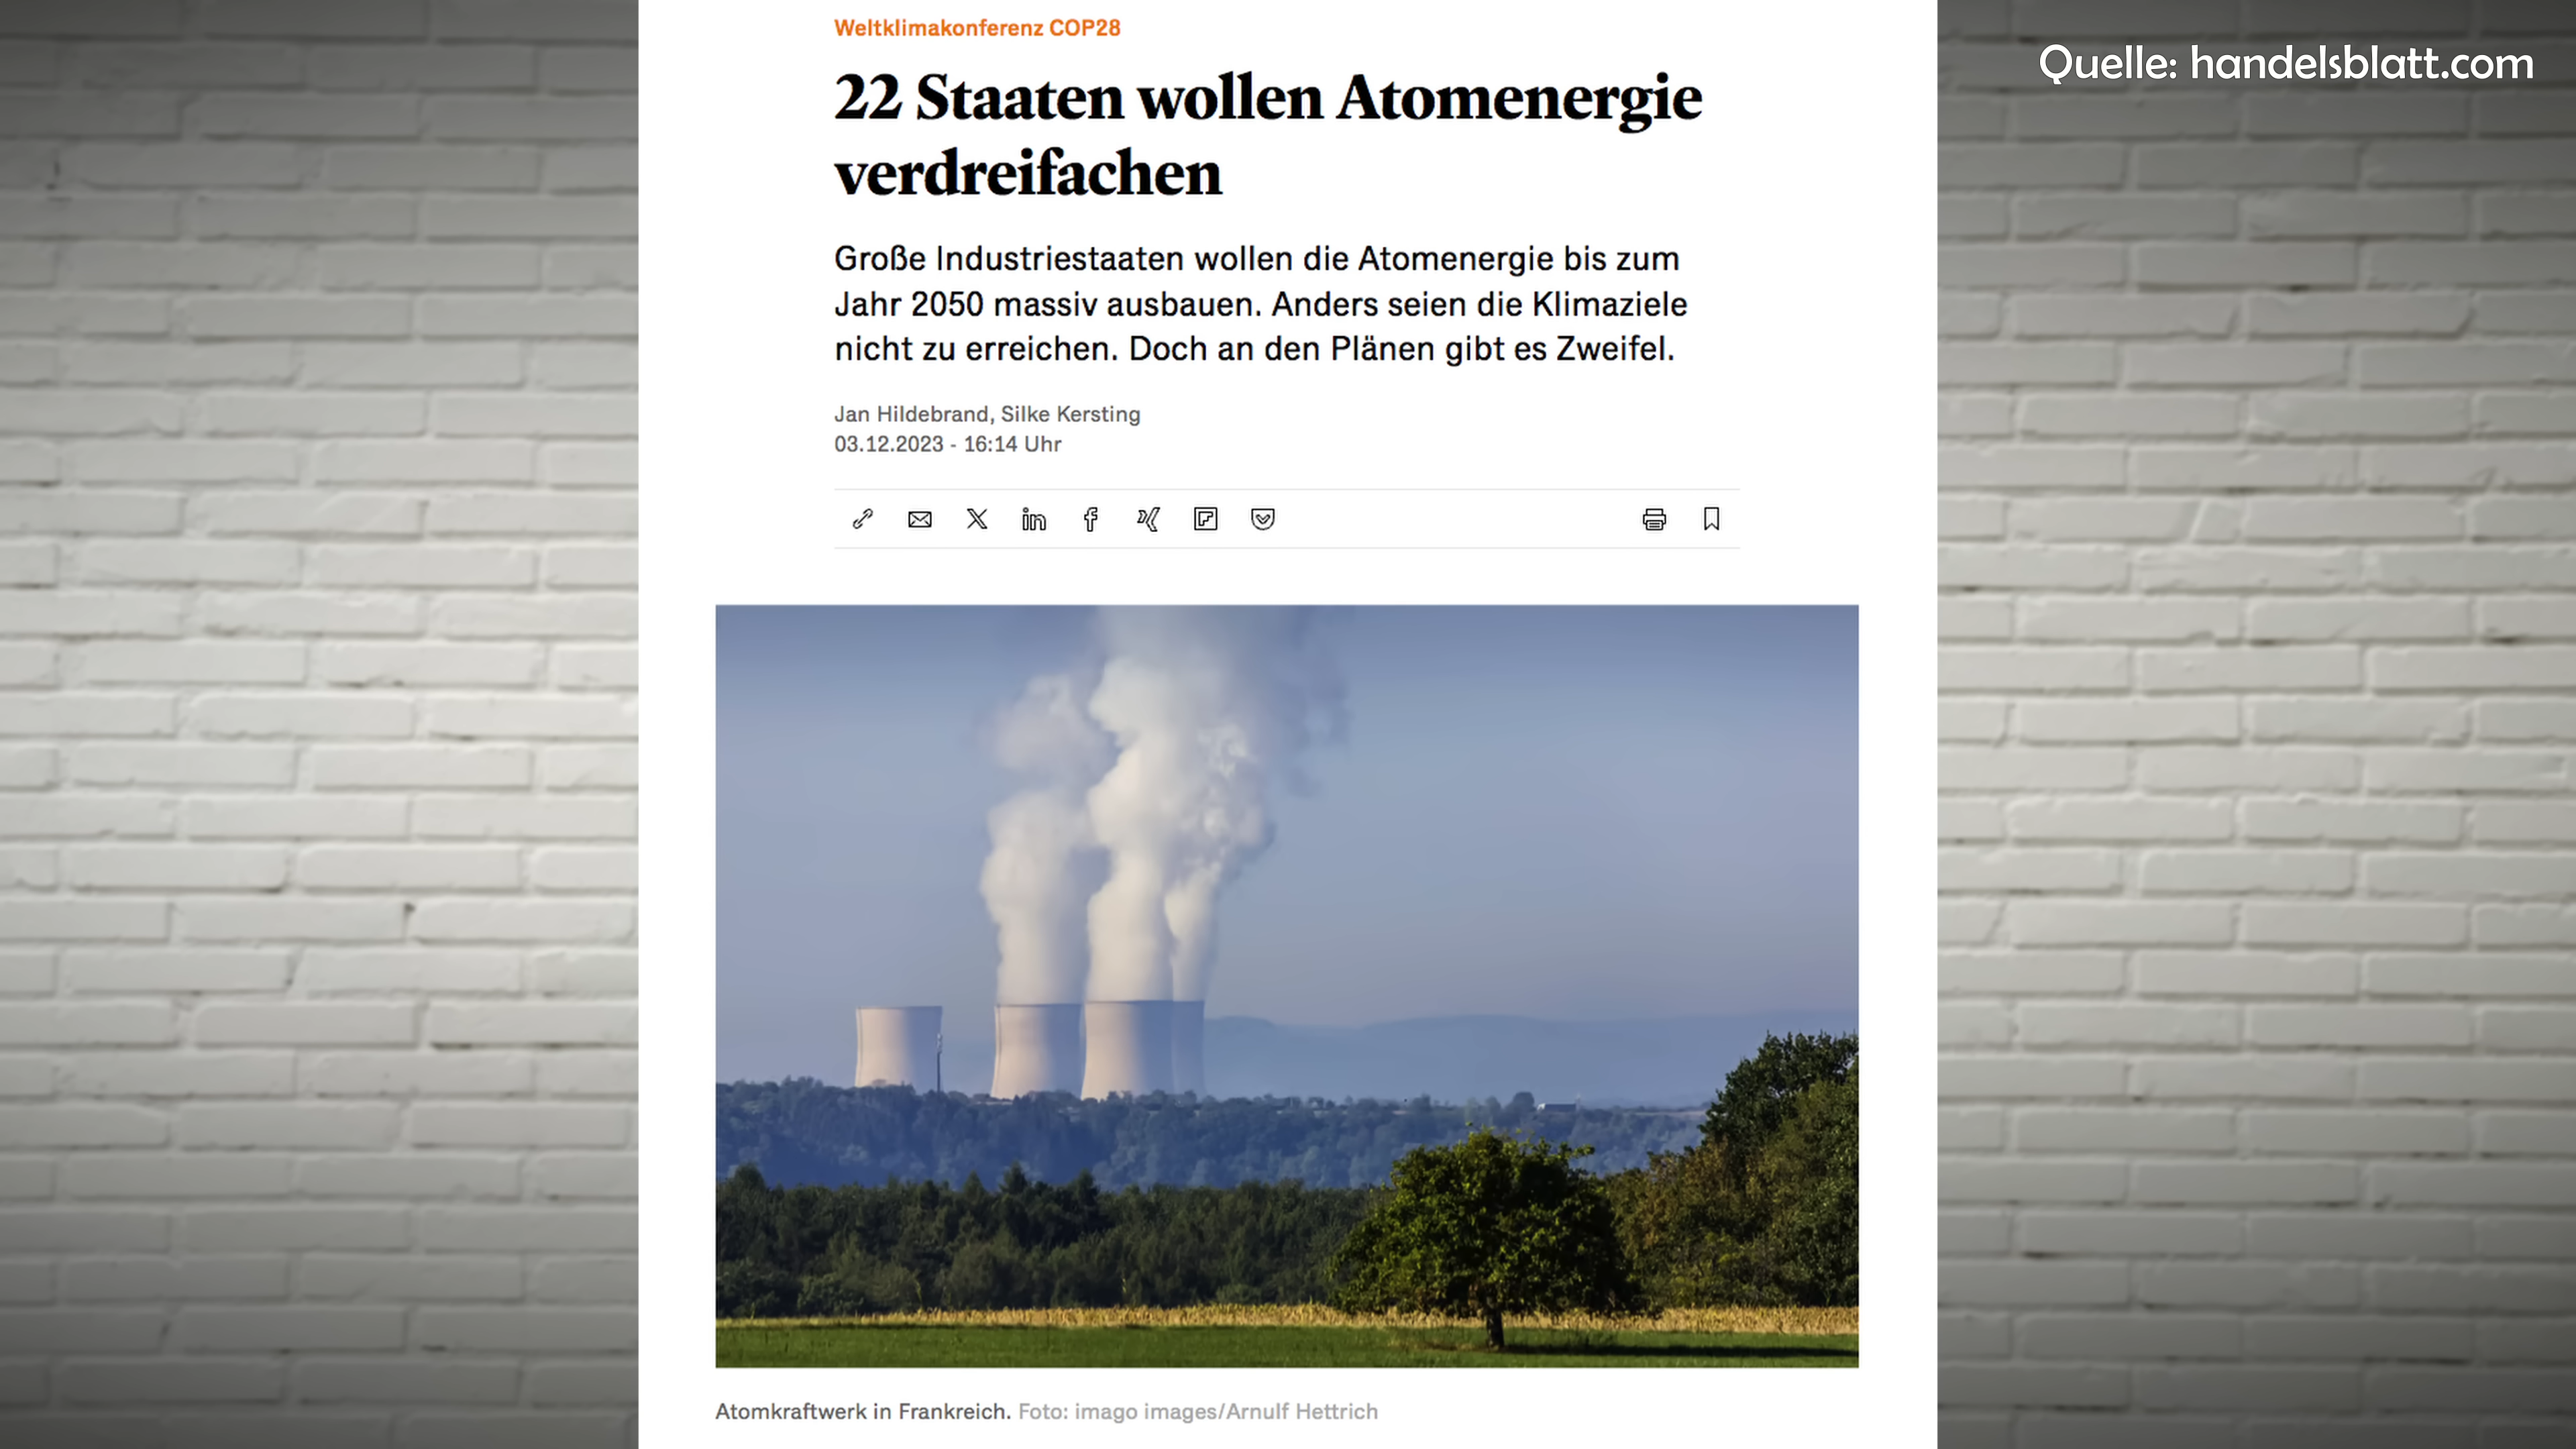 Weltklimakonferenz COP28
Quelle: handelsblatt.com
22 Staaten wollen Atomenergie
verdreifachen
Große Industriestaaten wollen die Atomenergie bis zum
Jahr 2050 massiv ausbauen. Anders seien die Klimaziele
nicht zu erreichen. Doch an den Plänen gibt es Zweifel.
Jan Hildebrand, Silke Kersting
03.12.2023 - 16:14 Uhr
Atomkraftwerk in Frankreich. Foto: imago images/Arnulf Hettrich